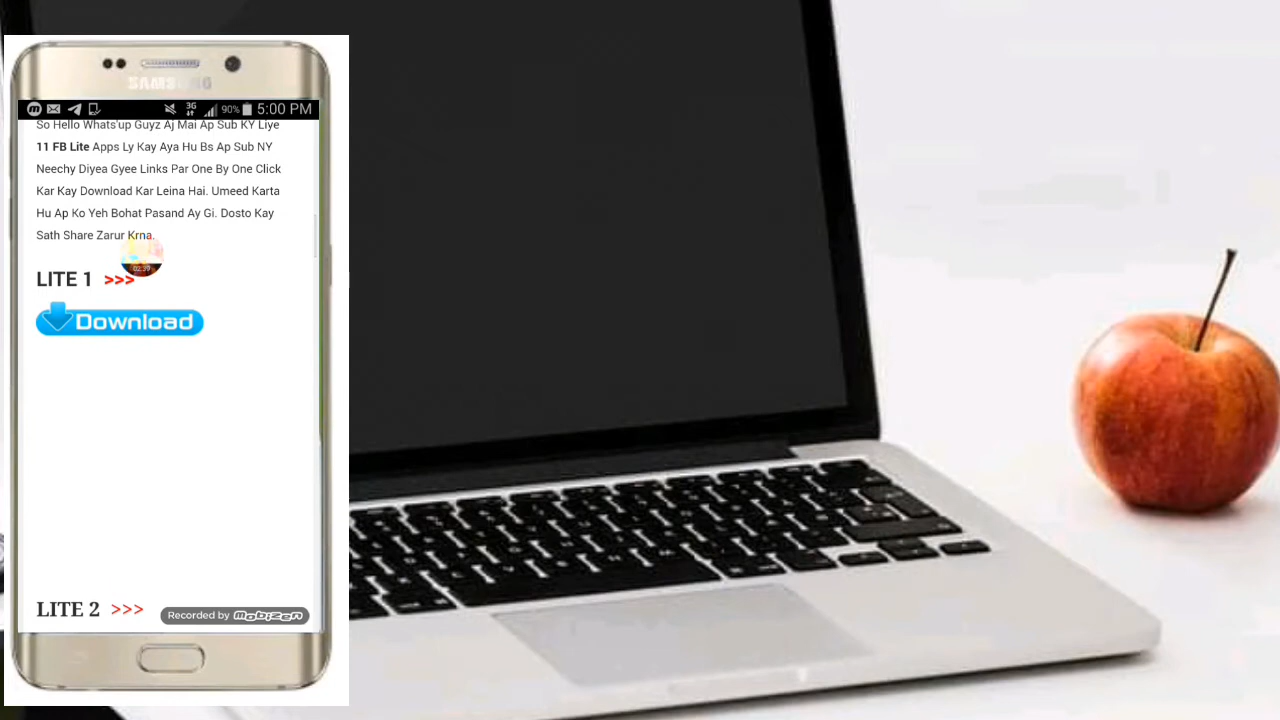 SAMSUNG
3G 90% 5:00 PM
So Hello Whats'up Guyz Aj Mai Ap Sub KY Liye
11 FB Lite Apps Ly Kay Aya Hu Bs Ap Sub NY
Neechy Diyea Gyee Links Par One By One Click
Kar Kay Download Kar Leina Hai. Umeed Karta
Hu Ap Ko Yeh Bohat Pasand Ay Gi. Dosto Kay
Sath Share Zarur Krna.
02:39
LITE 1 >>>
Download
LITE 2 >>>
Recorded by mobizen